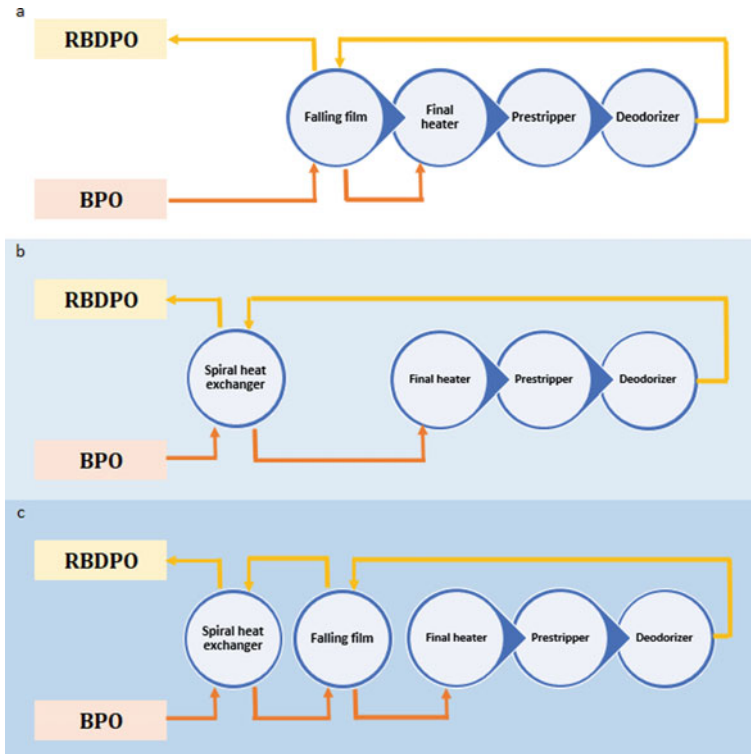 a
RBDPO
Falling film
Final
heater
Prestripper
Deodorizer
BPO
b
RBDPO
Spiral heat
exchanger
Final heater
Prestripper
Deodorizer
BPO
c
RBDPO
Spiral heat
exchanger
Falling film
Final heater
Prestripper
Deodorizer
BPO